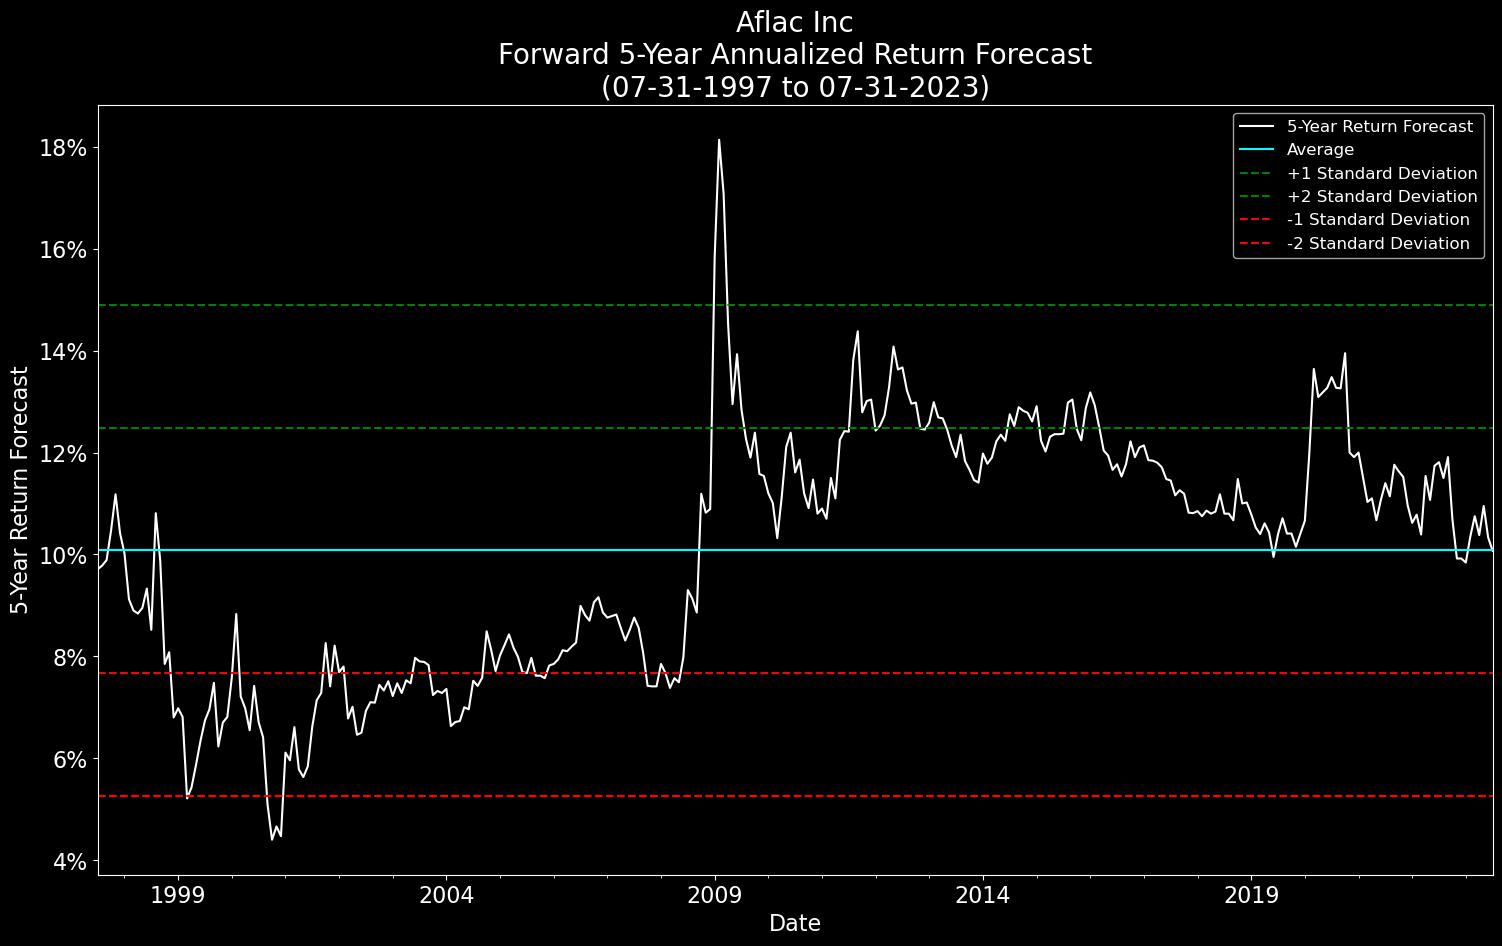 Aflac Inc
Forward 5-Year Annualized Return Forecast
(07-31-1997 to 07-31-2023)
5-Year Return Forecast
Average
+1 Standard Deviation
+2 Standard Deviation
-1 Standard Deviation
-2 Standard Deviation
18%
16%
14%
12%
10%
8%
6%
4%
5-Year Return Forecast
1999
2004
2009
2014
2019
Date